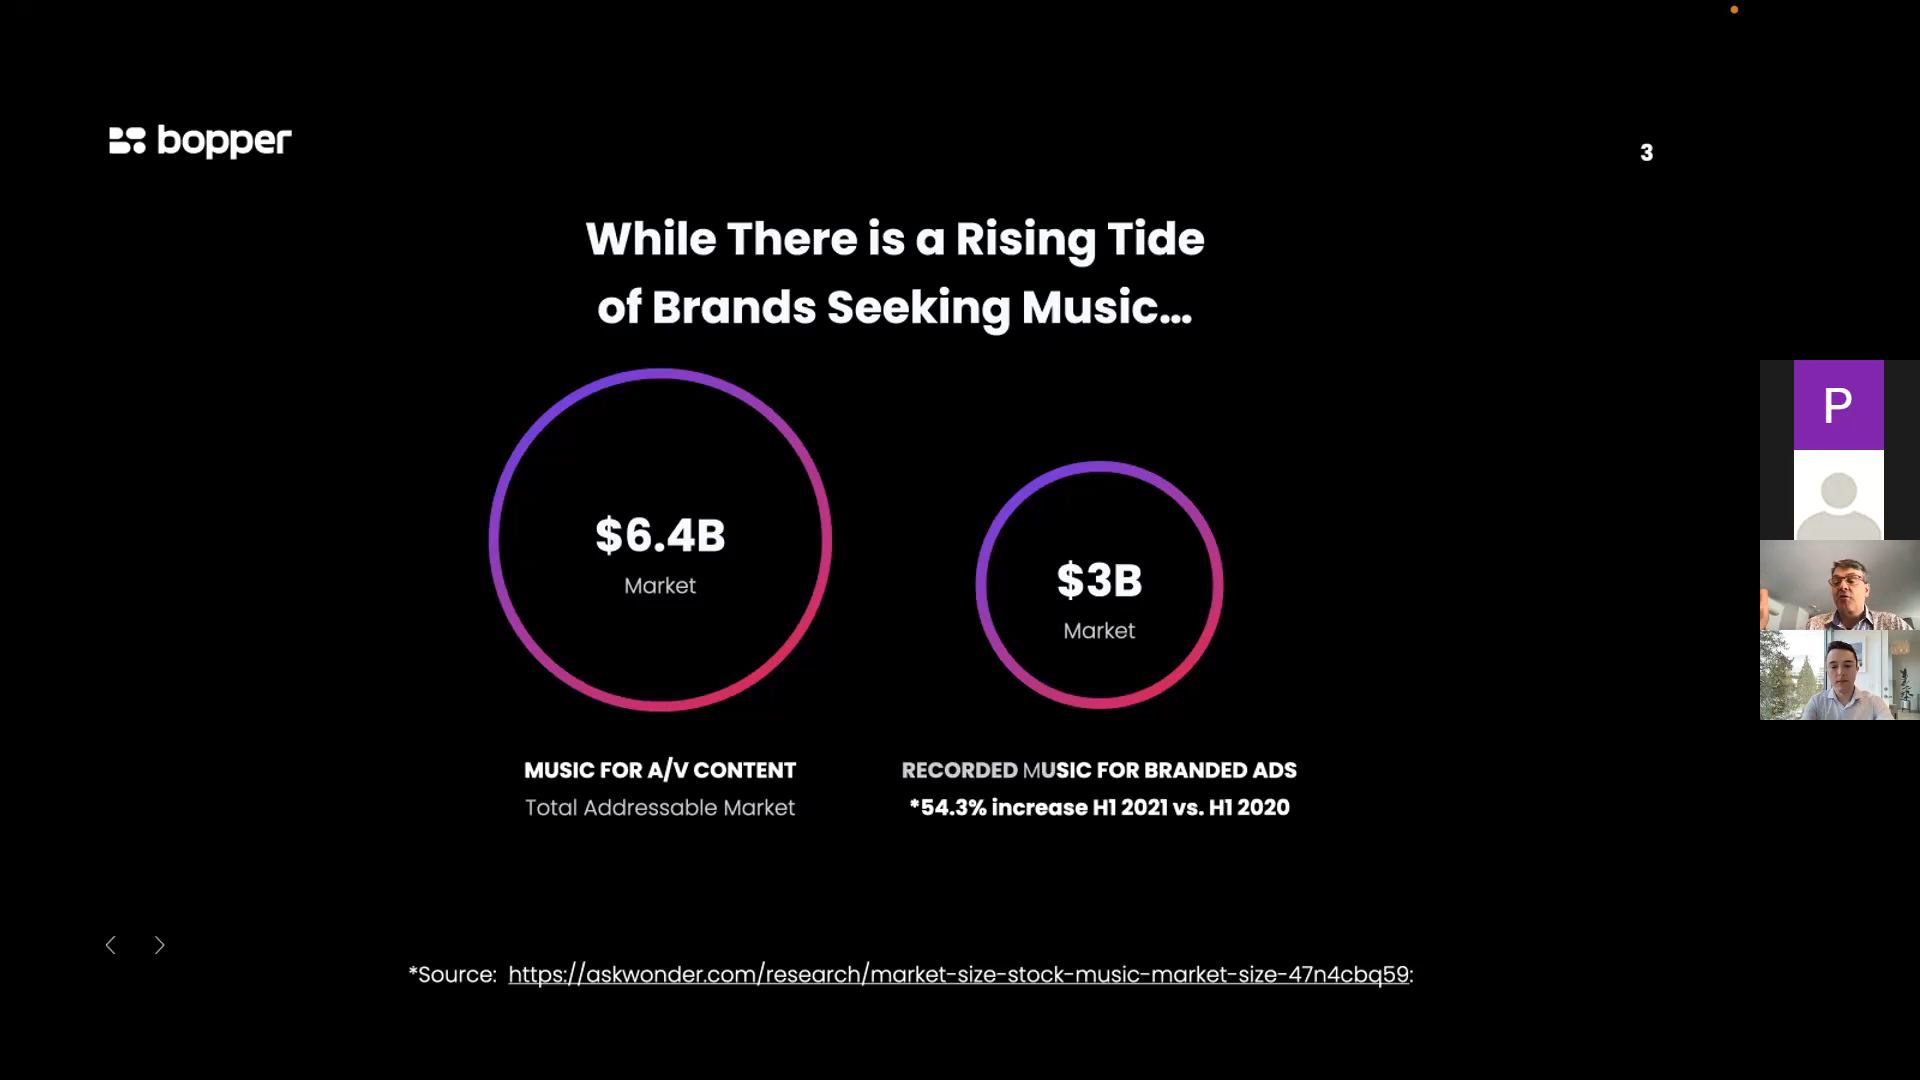 bopper
3
While There is a Rising Tide
of Brands Seeking Music...
$6.4B
Market
$3B
Market
MUSIC FOR A/V CONTENT
Total Addressable Market
RECORDED MUSIC FOR BRANDED ADS
*54.3% increase H1 2021 vs. H1 2020
*Source: https://askwonder.com/research/market-size-stock-music-market-size-47n4cbq59:
P